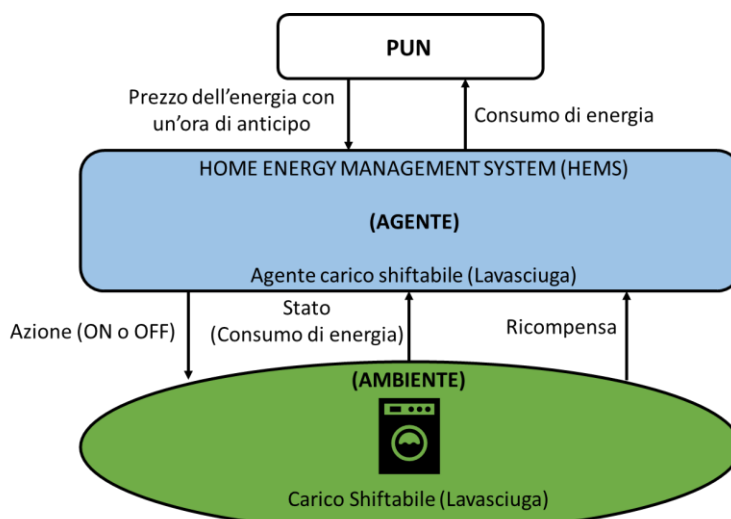 PUN
Prezzo dell'energia con
un'ora di anticipo
Consumo di energia
HOME ENERGY MANAGEMENT SYSTEM (HEMS)
(AGENTE)
Agente carico shiftabile (Lavasciuga)
Azione (ON o OFF)
Stato
(Consumo di energia)
Ricompensa
(AMBIENTE)
Carico Shiftabile (Lavasciuga)